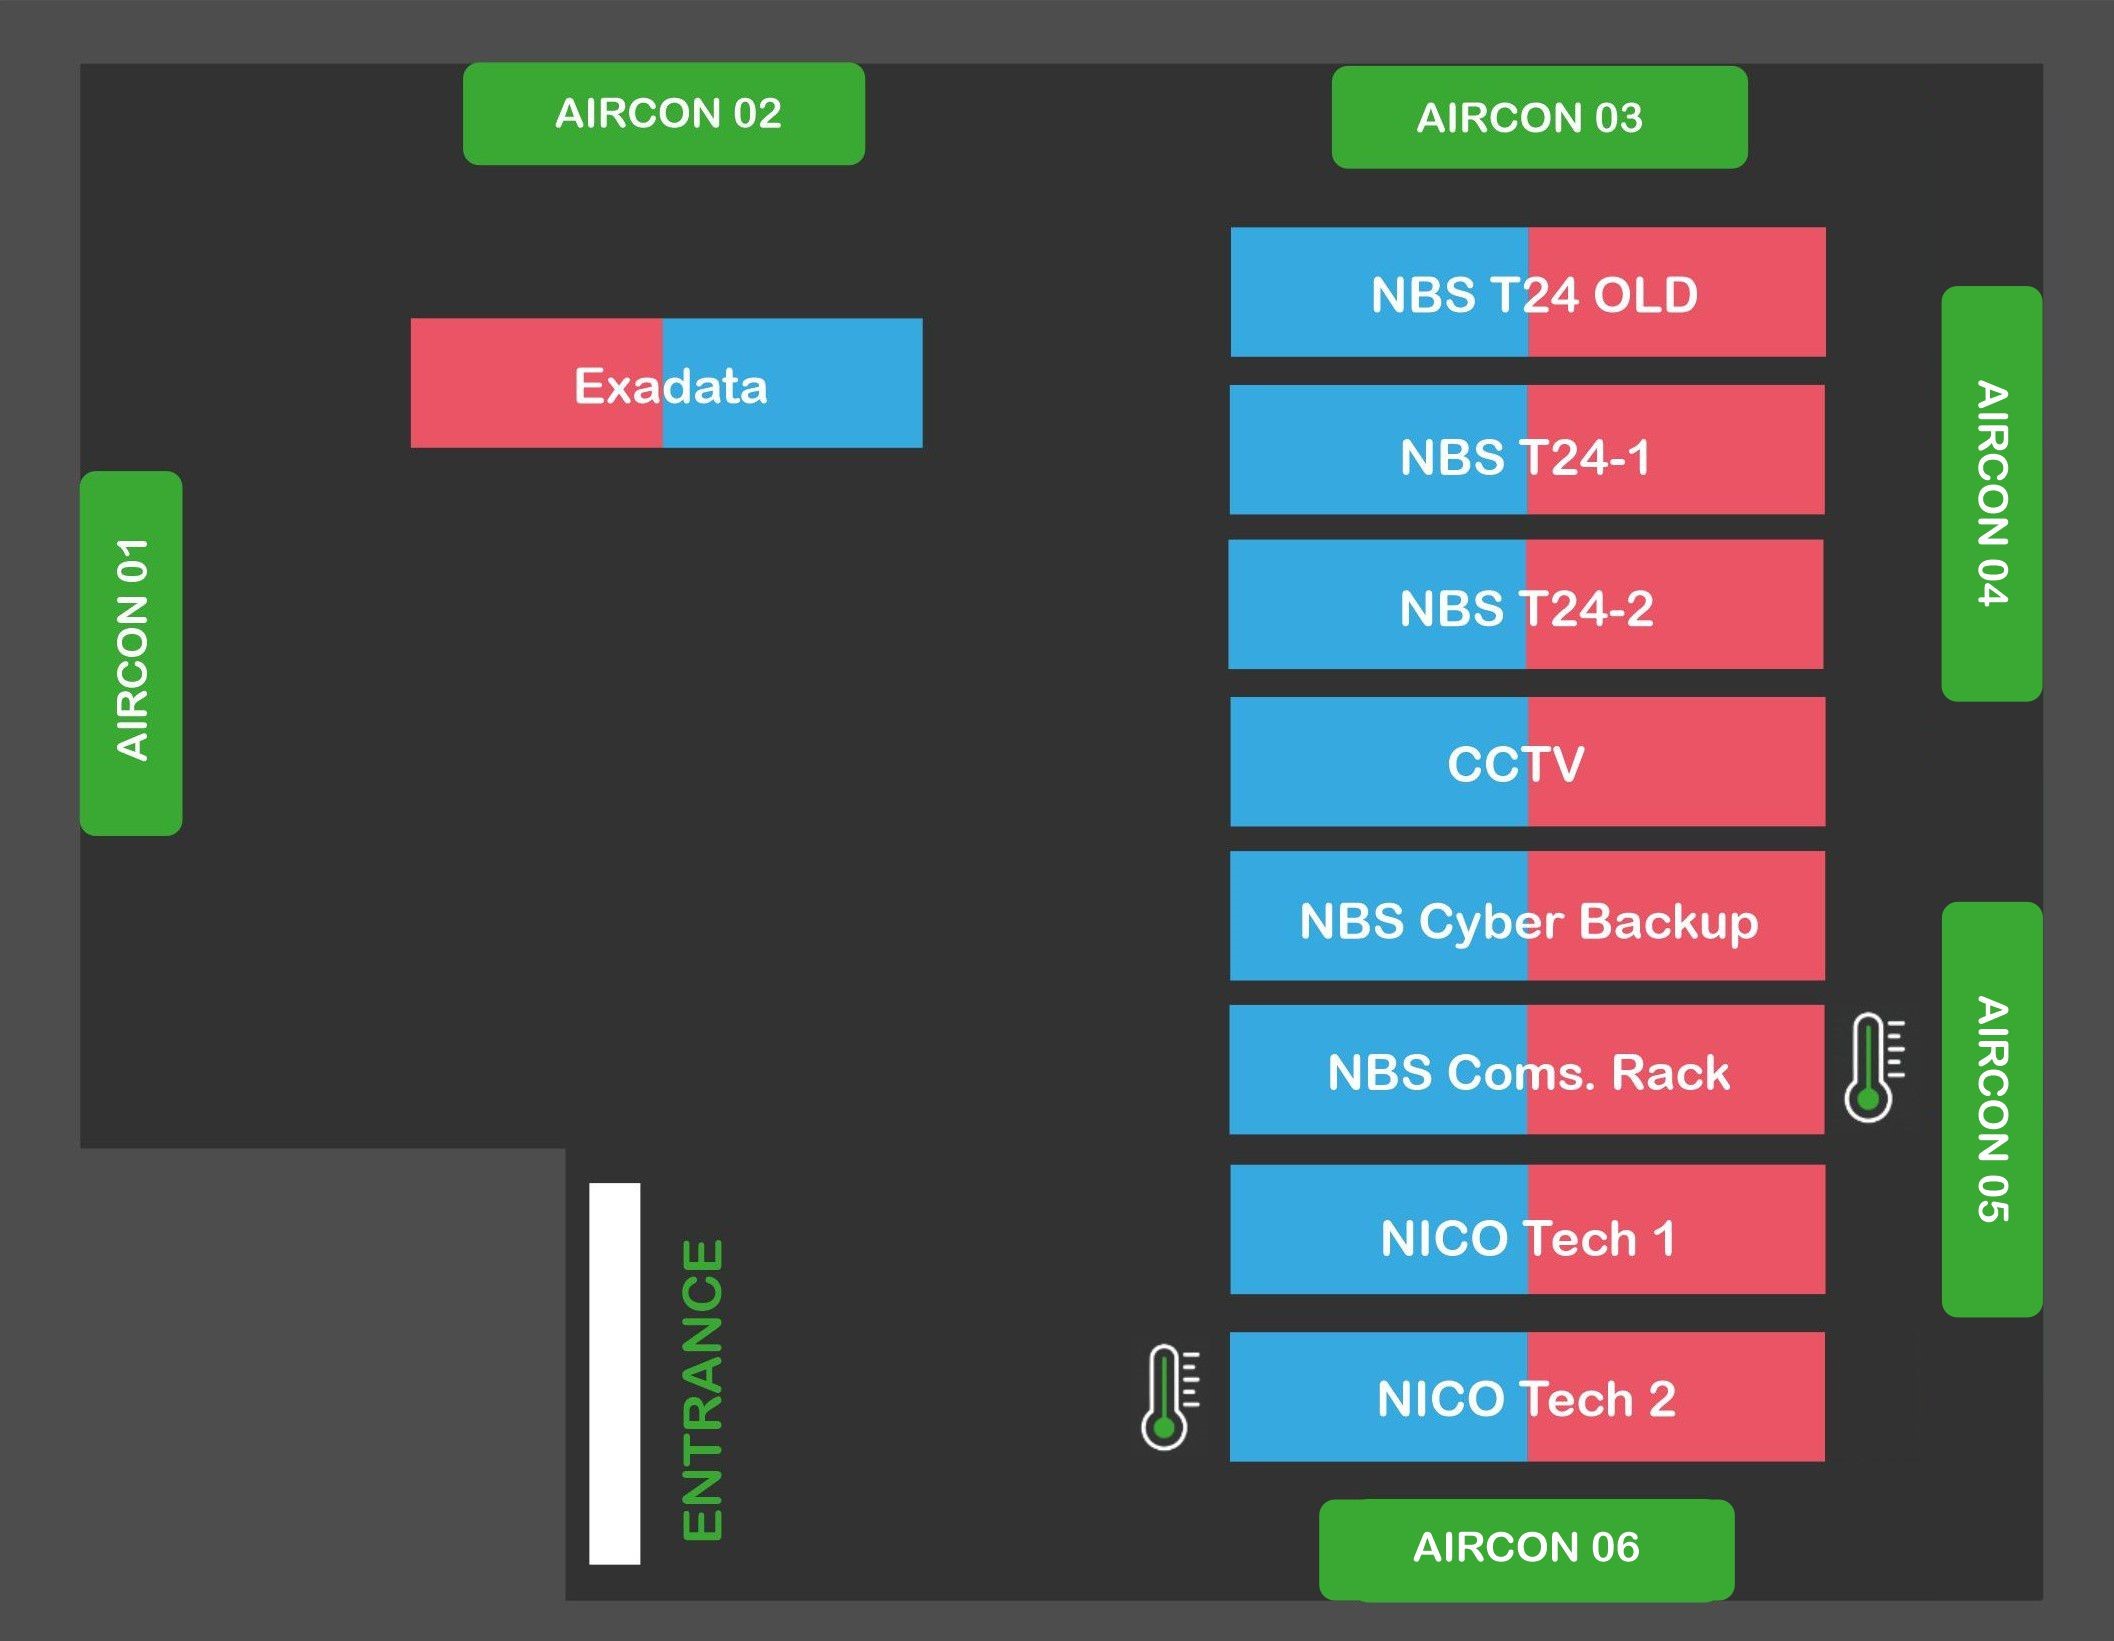 AIRCON 02
AIRCON 03
NBS T24 OLD
Exadata
AIRCON 04
NBS T24-1
AIRCON 01
NBS T24-2
CCTV
NBS Cyber Backup
AIRCON 05
NBS Coms. Rack
NICO Tech 1
ENTRANCE
NICO Tech 2
AIRCON 06